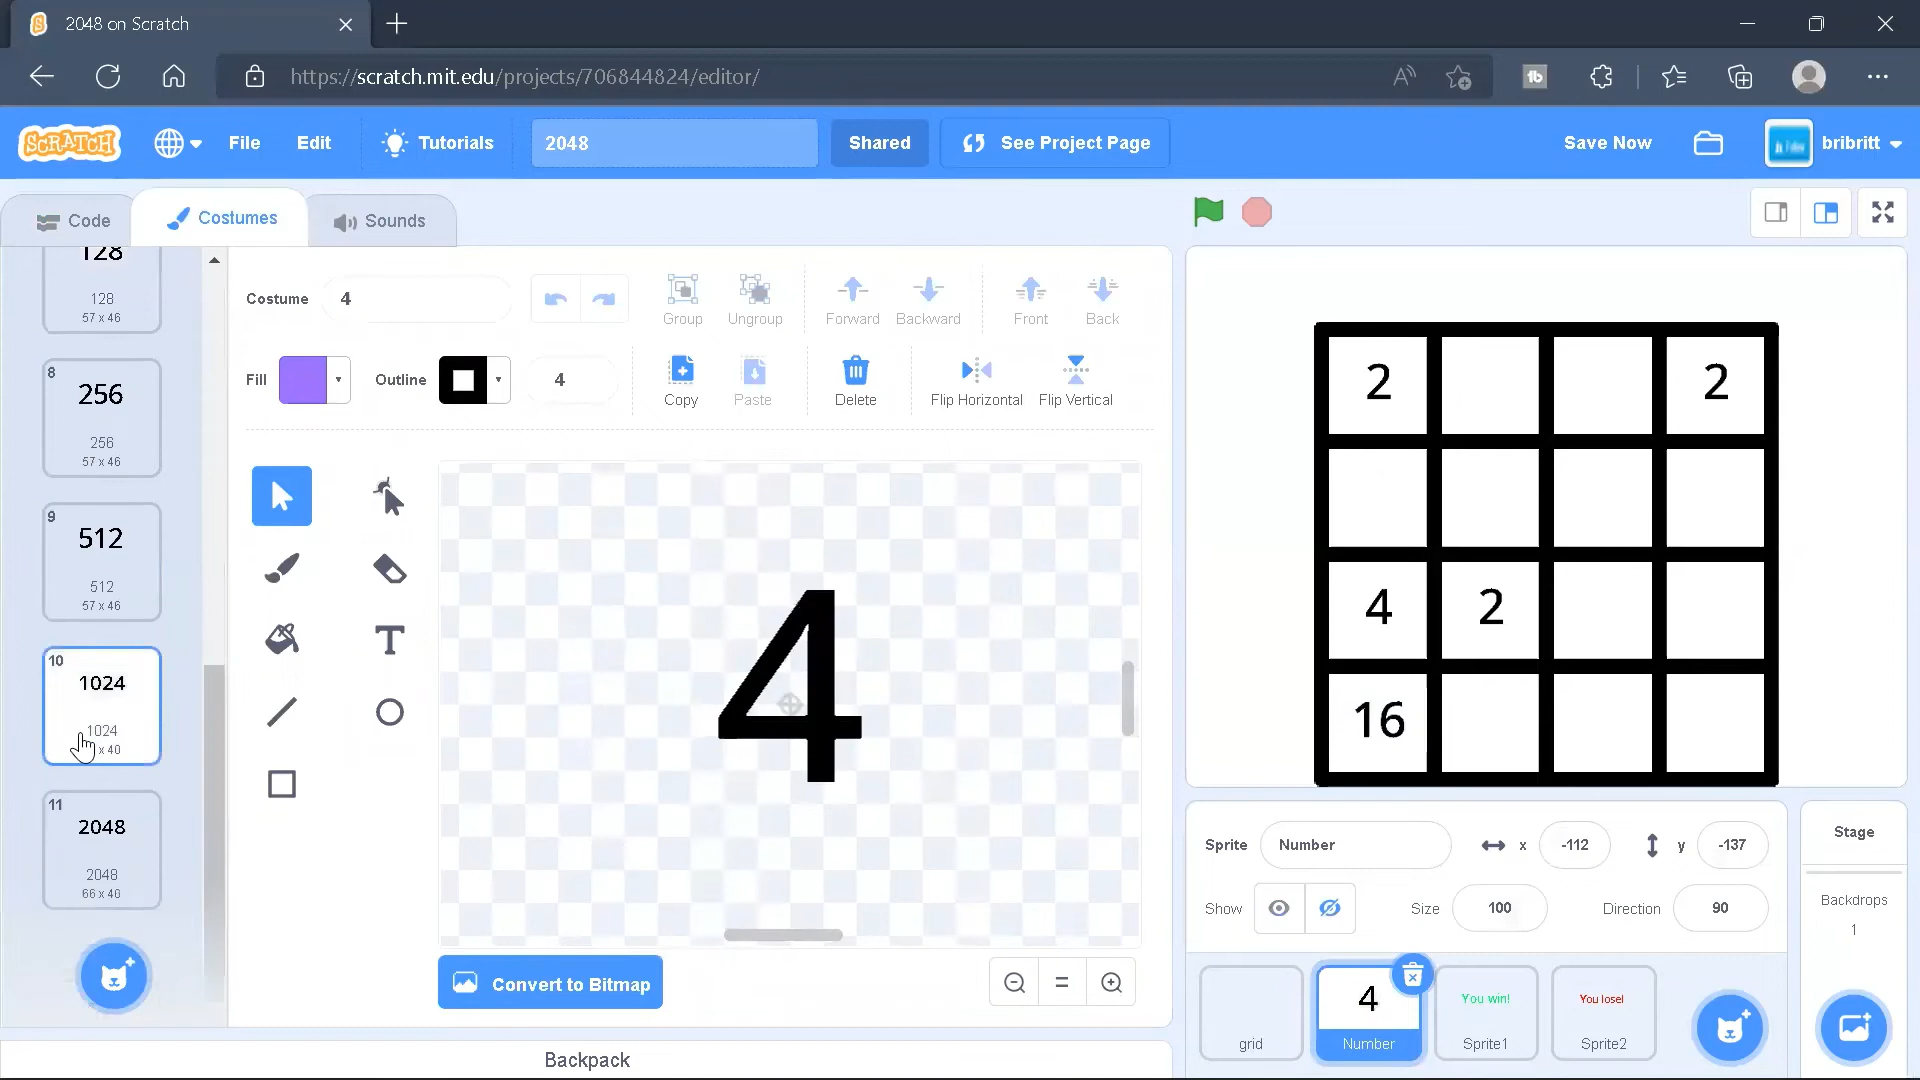 2048 on Scratch
https://scratch.mit.edu/projects/706844824/editor/
SCRATCH
File
Edit
Tutorials
2048
Shared
See Project Page
Save Now
bribritt
Code
Costumes
Sounds
128
128
57 x 46
8
256
256
57 x 46
9
512
512
57 x 46
10
1024
1024
x 40
11
2048
2048
66 x 40
Costume
4
Group
Ungroup
Forward
Backward
Front
Back
Fill
Outline
4
Copy
Paste
Delete
Flip Horizontal
Flip Vertical
T
4
Convert to Bitmap
Backpack
2
2
4
2
16
Sprite
Number
x
-112
y
-137
Show
Size
100
Direction
90
grid
4
Number
You win!
Sprite1
You lose!
Sprite2
Stage
Backdrops
1